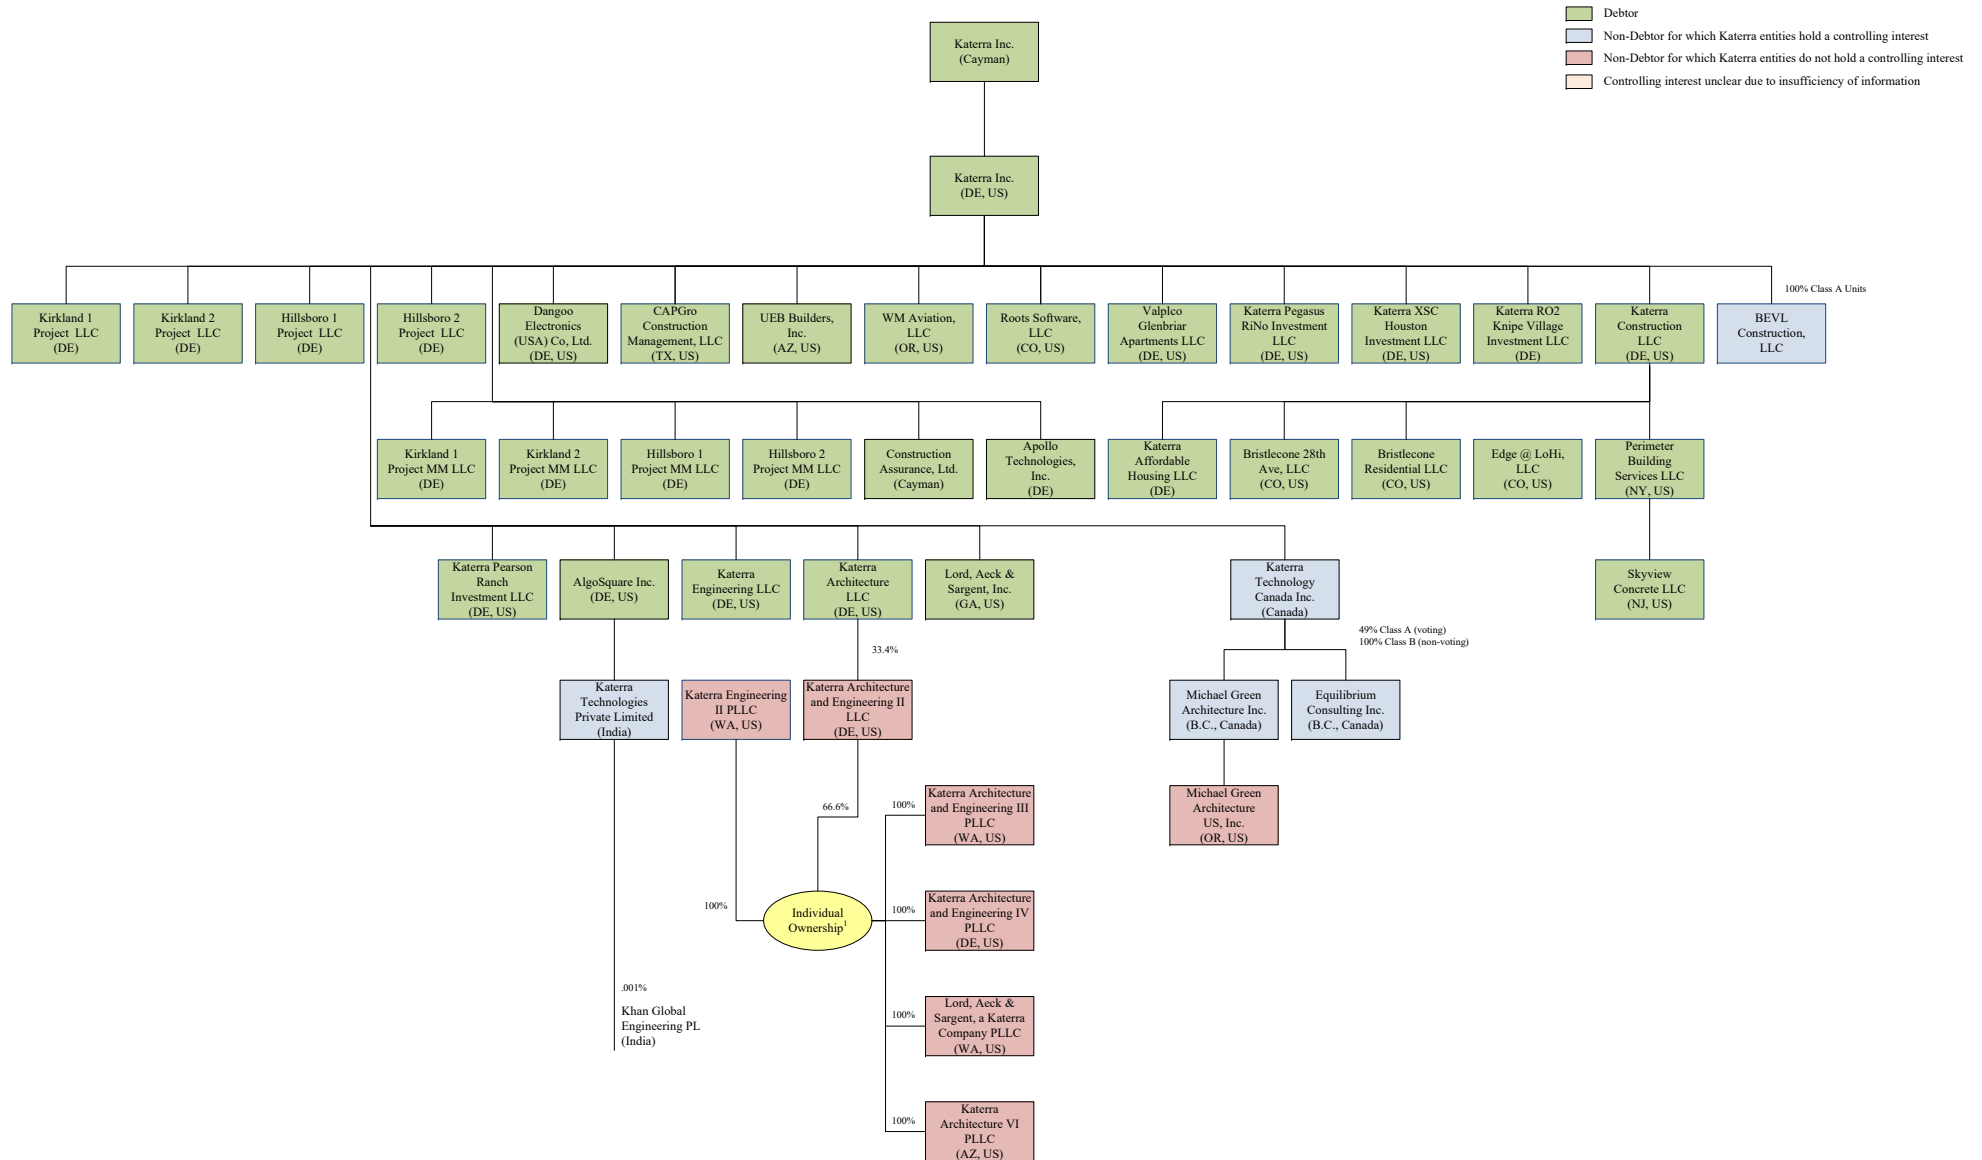 Debtor
Non-Debtor for which Katerra entities hold a controlling interest
Non-Debtor for which Katerra entities do not hold a controlling interest
Controlling interest unclear due to insufficiency of information
Katerra Inc.
(Cayman)
Katerra Inc.
(DE, US)
100% Class A Units
Kirkland 1
Project LLC
(DE)
Kirkland 2
Project LLC
(DE)
Hillsboro 1
Project LLC
(DE)
Hillsboro 2
Project LLC
(DE)
Dangoo
Electronics
(USA) Co, Ltd.
(DE, US)
CAPGro
Construction
Management, LLC
(TX, US)
UEB Builders,
Inc.
(AZ, US)
WM Aviation,
LLC
(OR, US)
Roots Software,
LLC
(CO, US)
Valpico
Glenbriar
Apartments LLC
(DE, US)
Katerra Pegasus
RiNo Investment
LLC
(DE, US)
Katerra XSC
Houston
Investment LLC
(DE, US)
Katerra RO2
Knipe Village
Investment LLC
(DE)
Katerra
Construction
LLC
(DE, US)
BEVL
Construction,
LLC
Kirkland 1
Project MM LLC
(DE)
Kirkland 2
Project MM LLC
(DE)
Hillsboro 1
Project MM LLC
(DE)
Hillsboro 2
Project MM LLC
(DE)
Construction
Assurance, Ltd.
(Cayman)
Apollo
Technologies,
Inc.
(DE)
Katerra
Affordable
Housing LLC
(DE)
Bristlecone 28th
Ave, LLC
(CO, US)
Bristlecone
Residential LLC
(CO, US)
Edge @ LoHi,
LLC
(CO, US)
Perimeter
Building
Services LLC
(NY, US)
Katerra Pearson
Ranch
Investment LLC
(DE, US)
AlgoSquare Inc.
(DE, US)
Katerra
Engineering LLC
(DE, US)
Katerra
Architecture
LLC
(DE, US)
Lord, Aeck &
Sargent, Inc.
(GA, US)
Katerra
Technology
Canada Inc.
(Canada)
Skyview
Concrete LLC
(NJ, US)
33.4%
49% Class A (voting)
100% Class B (non-voting)
Katerra
Technologies
Private Limited
(India)
Katerra Engineering
II PLLC
(WA, US)
Katerra Architecture
and Engineering II
LLC
(DE, US)
Michael Green
Architecture Inc.
(B.C., Canada)
Equilibrium
Consulting Inc.
(B.C., Canada)
66.6%
100%
Katerra Architecture
and Engineering III
PLLC
(WA, US)
Michael Green
Architecture
US, Inc.
(OR, US)
100%
Individual
Ownership1
100%
Katerra Architecture
and Engineering IV
PLLC
(DE, US)
.001%
Khan Global
Engineering PL
(India)
100%
Lord, Aeck &
Sargent, a Katerra
Company PLLC
(WA, US)
100%
Katerra
Architecture VI
PLLC
(AZ, US)